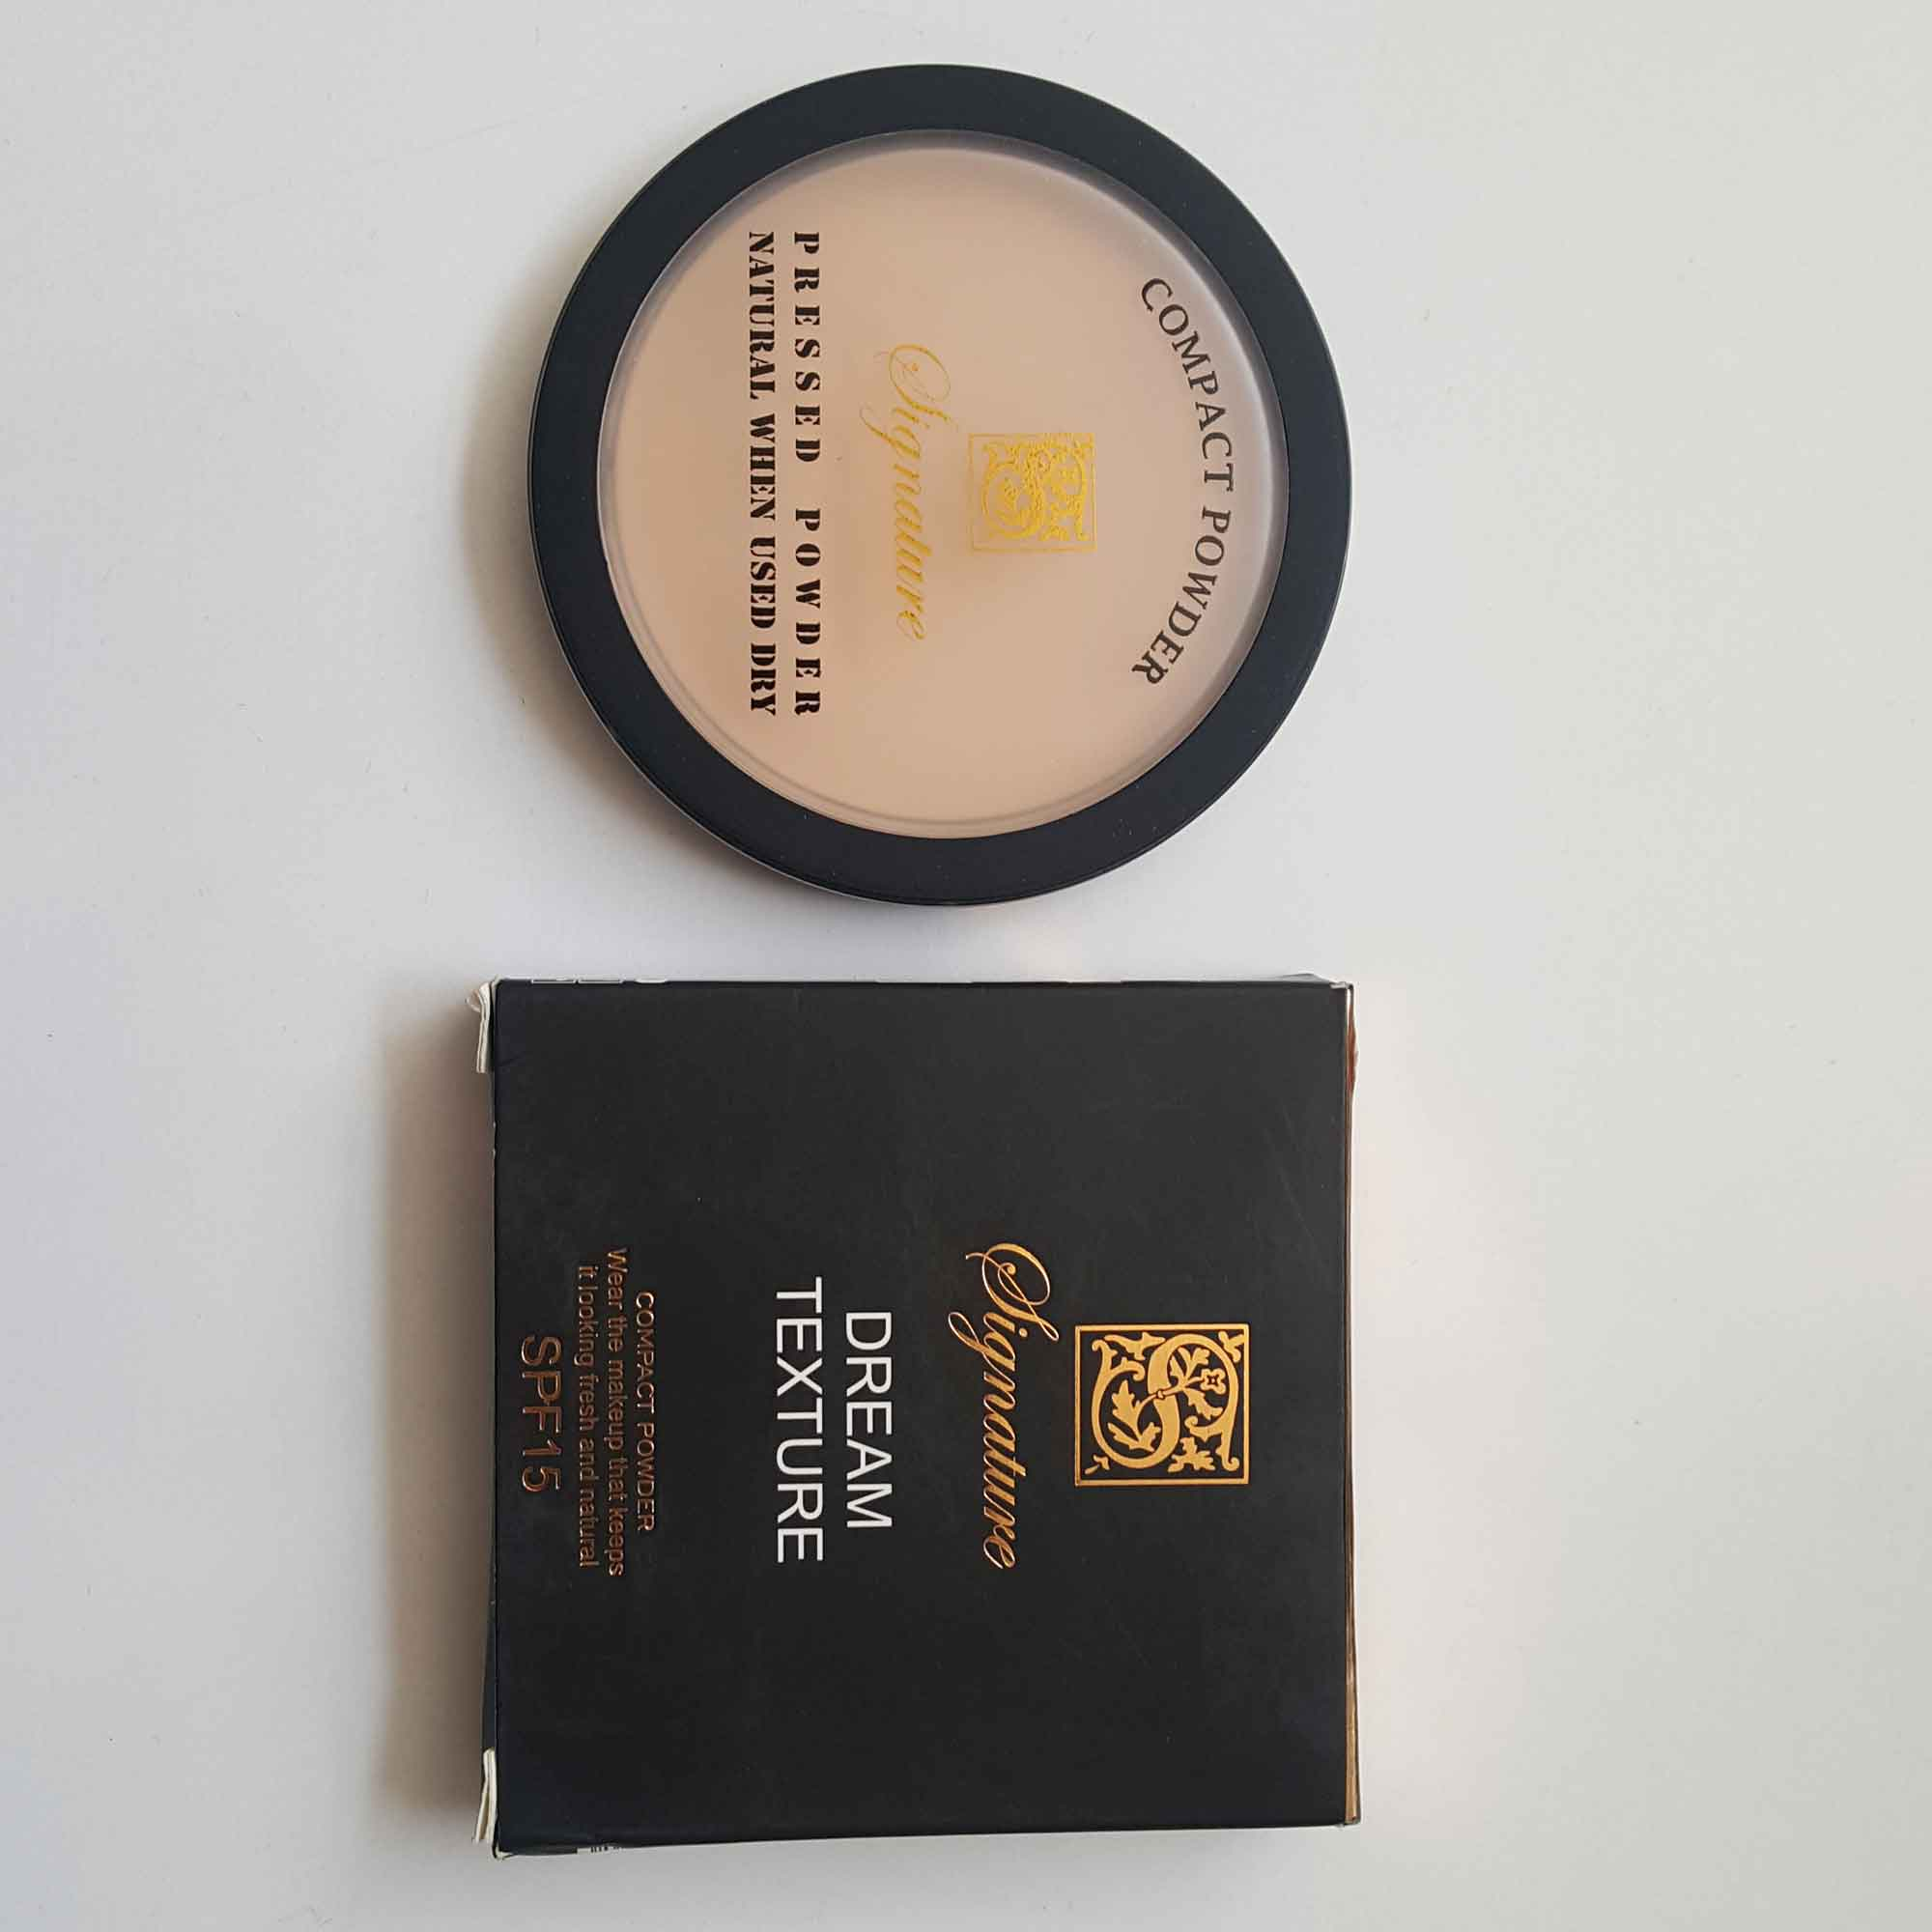 COMPACT POWDER
Signature
PRESSED POWDER
NATURAL WHEN USED DRY
Signature
DREAM
TEXTURE
COMPACT POWDER
Wear the makeup that keeps
it looking fresh and natural
SPF15